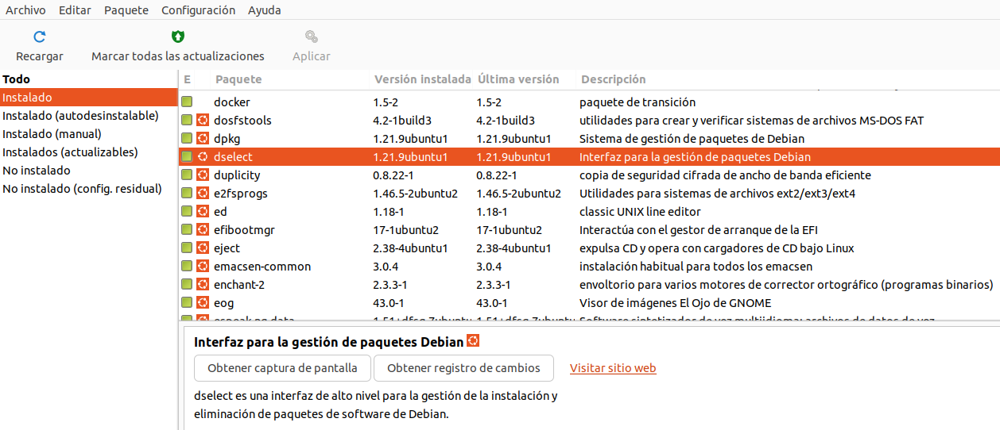 Archivo Editar Paquete Configuración Ayuda
Recargar Marcar todas las actualizaciones Aplicar
Todo
Instalado
Instalado (autodesinstalable)
Instalado (manual)
Instalados (actualizables)
No instalado
No instalado (config. residual)
E Paquete Versión instalada Última versión Descripción
docker 1.5-2 1.5-2 paquete de transición
dosfstools 4.2-1build3 4.2-1build3 utilidades para crear y verificar sistemas de archivos MS-DOS FAT
dpkg 1.21.9ubuntu1 1.21.9ubuntu1 Sistema de gestión de paquetes de Debian
dselect 1.21.9ubuntu1 1.21.9ubuntu1 Interfaz para la gestión de paquetes Debian
duplicity 0.8.22-1 0.8.22-1 copia de seguridad cifrada de ancho de banda eficiente
e2fsprogs 1.46.5-2ubuntu2 1.46.5-2ubuntu2 Utilidades para sistemas de archivos ext2/ext3/ext4
ed 1.18-1 1.18-1 classic UNIX line editor
efibootmgr 17-1ubuntu2 17-1ubuntu2 Interactúa con el gestor de arranque de la EFI
eject 2.38-4ubuntu1 2.38-4ubuntu1 expulsa CD y opera con cargadores de CD bajo Linux
emacsen-common 3.0.4 3.0.4 instalación habitual para todos los emacsen
enchant-2 2.3.3-1 2.3.3-1 envoltorio para varios motores de corrector ortográfico (programas binarios)
eog 43.0-1 43.0-1 Visor de imágenes El Ojo de GNOME
Interfaz para la gestión de paquetes Debian
Obtener captura de pantalla Obtener registro de cambios Visitar sitio web
dselect es una interfaz de alto nivel para la gestión de la instalación y
eliminación de paquetes de software de Debian.